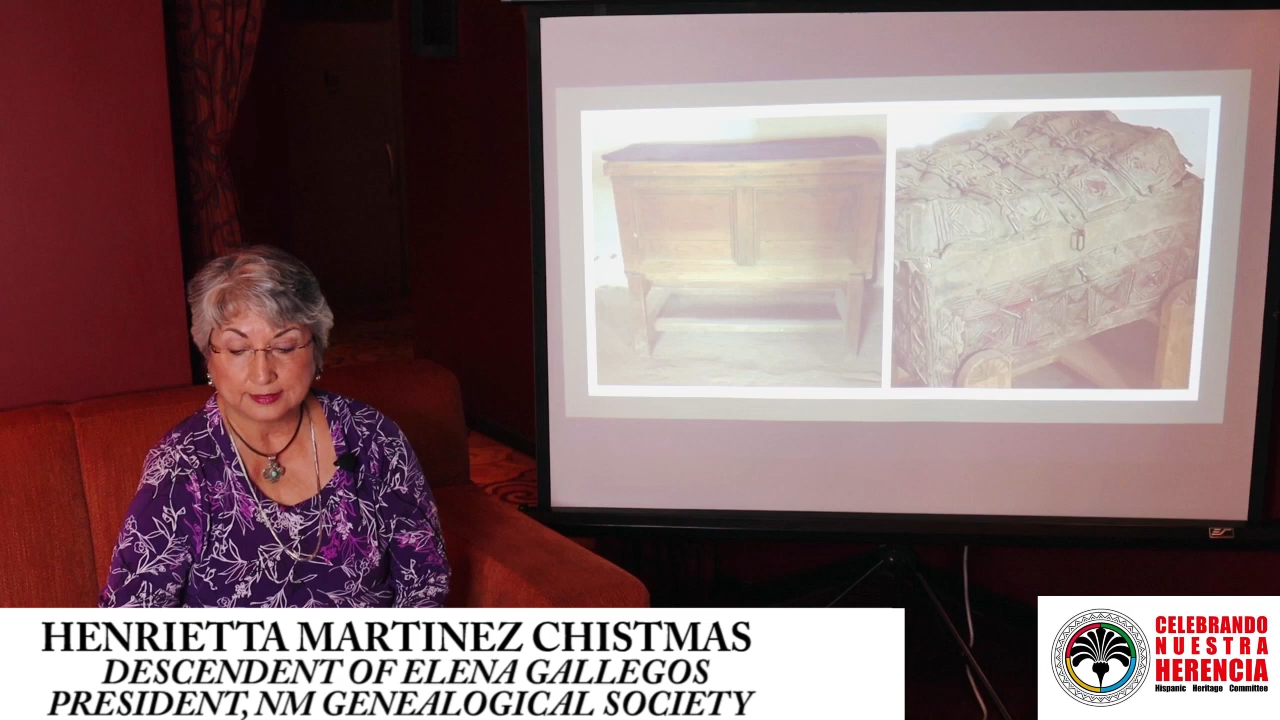 HENRIETTA MARTINEZ CHISTMAS
DESCENDENT OF ELENA GALLEGOS
PRESIDENT, NM GENEALOGICAL SOCIETY
CELEBRANDO
NUESTRA
HERENCIA
Hispanic Heritage Committee